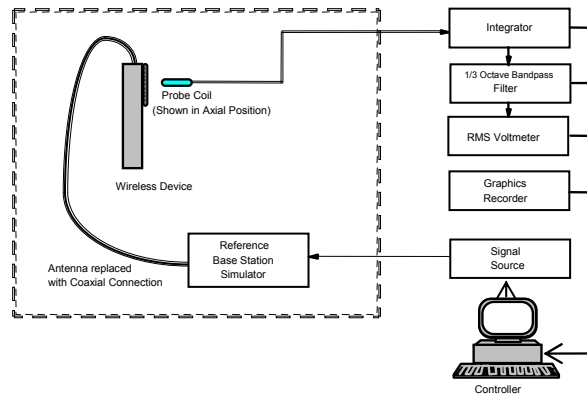 Integrator
1/3 Octave Bandpass
Filter
RMS Voltmeter
Graphics
Recorder
Probe Coil
(Shown in Axial Position)
Wireless Device
Reference
Base Station
Simulator
Antenna replaced
with Coaxial Connection
Signal
Source
Controller